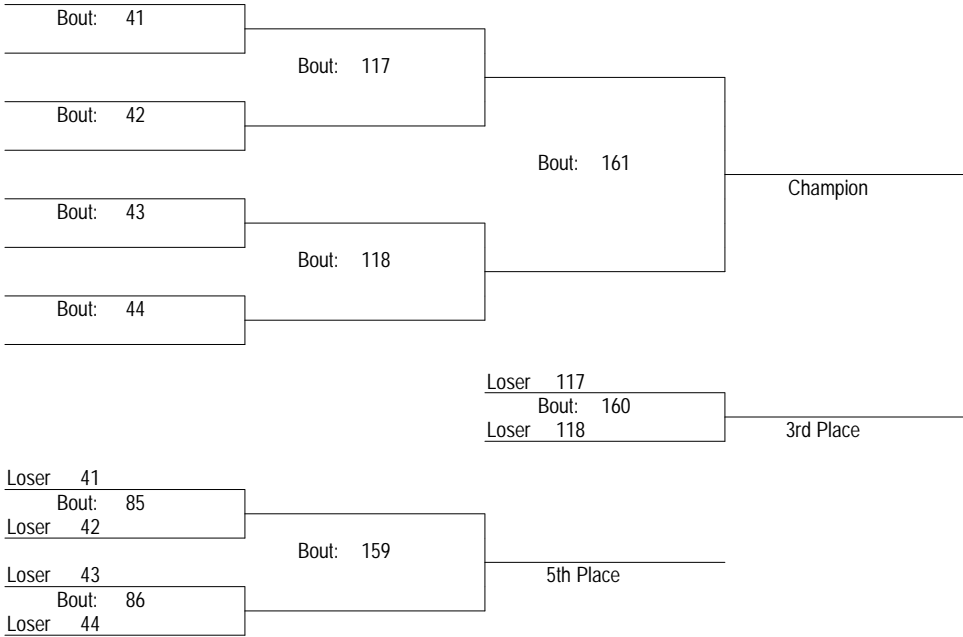 Bout: 41
Bout: 117
Bout: 42
Bout: 161
Champion
Bout: 43
Bout: 118
Bout: 44
Loser 117
Bout: 160
Loser 118
3rd Place
Loser 41
Bout: 85
Loser 42
Bout: 159
5th Place
Loser 43
Bout: 86
Loser 44